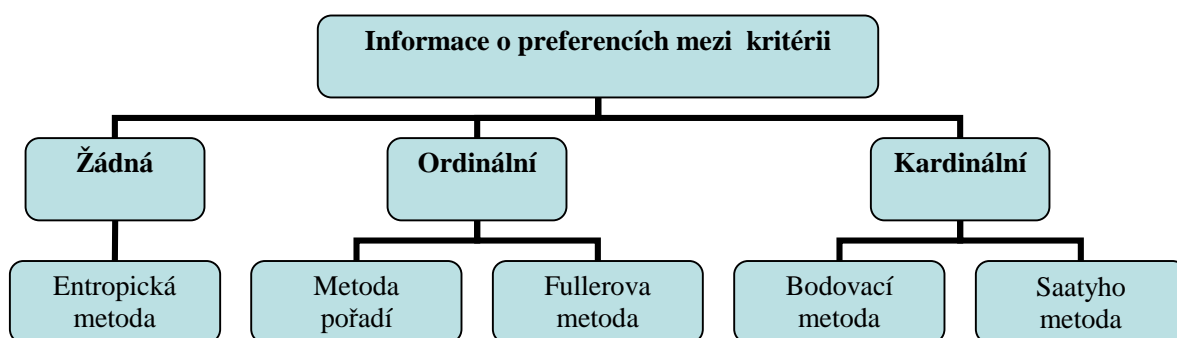 Informace o preferencích mezi kritérii
Žádná
Ordinální
Kardinální
Entropická
metoda
Metoda
pořadí
Fullerova
metoda
Bodovací
metoda
Saatyho
metoda